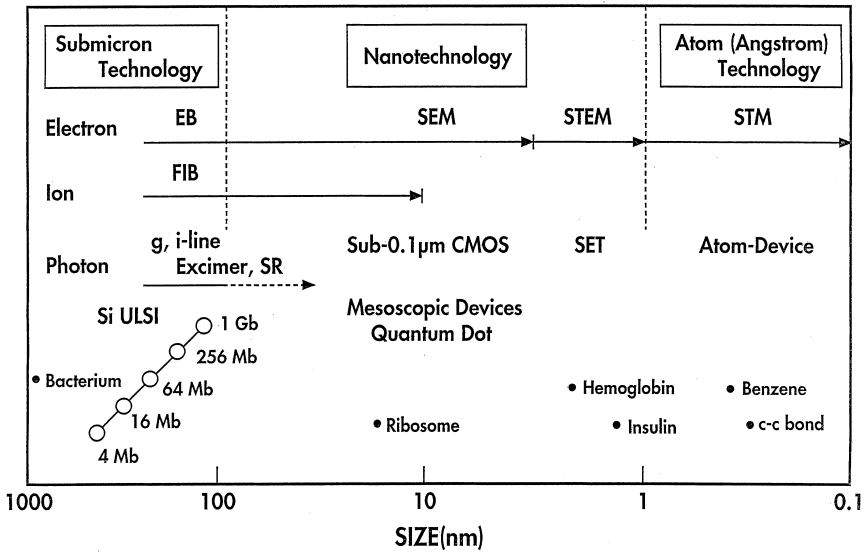 Submicron
Technology
Nanotechnology
Atom (Angstrom)
Technology
Electron
EB
SEM
STEM
STM
Ion
FIB
Photon
g, i-line
Excimer, SR
Sub-0.1μm CMOS
SET
Atom-Device
Mesoscopic Devices
Quantum Dot
Si ULSI
1 Gb
256 Mb
64 Mb
16 Mb
4 Mb
Bacterium
Ribosome
Hemoglobin
Insulin
Benzene
c-c bond
1000 100 10 1 0.1
SIZE(nm)